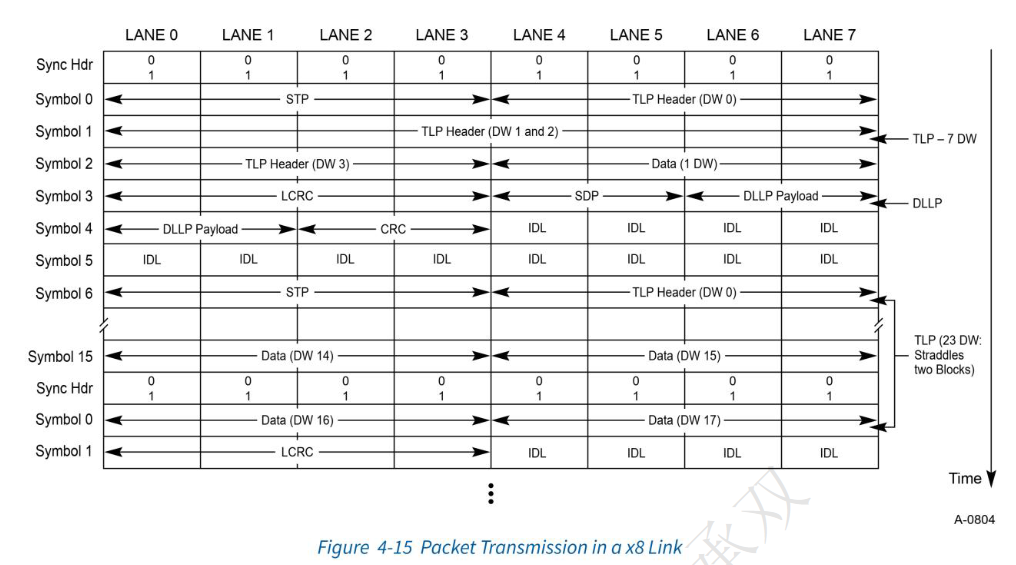 LANE 0 LANE 1 LANE 2 LANE 3 LANE 4 LANE 5 LANE 6 LANE 7
Sync Hdr 0 0 0 0 0 0 0 0
1 1 1 1 1 1 1 1
Symbol 0 STP TLP Header (DW 0)
Symbol 1 TLP Header (DW 1 and 2)
TLP – 7 DW
Symbol 2 TLP Header (DW 3) Data (1 DW)
Symbol 3 LCRC SDP DLLP Payload
DLLP
Symbol 4 DLLP Payload CRC IDL IDL IDL IDL
Symbol 5 IDL IDL IDL IDL IDL IDL IDL IDL
Symbol 6 STP TLP Header (DW 0)
TLP (23 DW:
Straddles
two Blocks)
Symbol 15 Data (DW 14) Data (DW 15)
Sync Hdr 0 0 0 0 0 0 0 0
1 1 1 1 1 1 1 1
Symbol 0 Data (DW 16) Data (DW 17)
Symbol 1 LCRC IDL IDL IDL IDL
Time
A-0804
Figure 4-15 Packet Transmission in a x8 Link